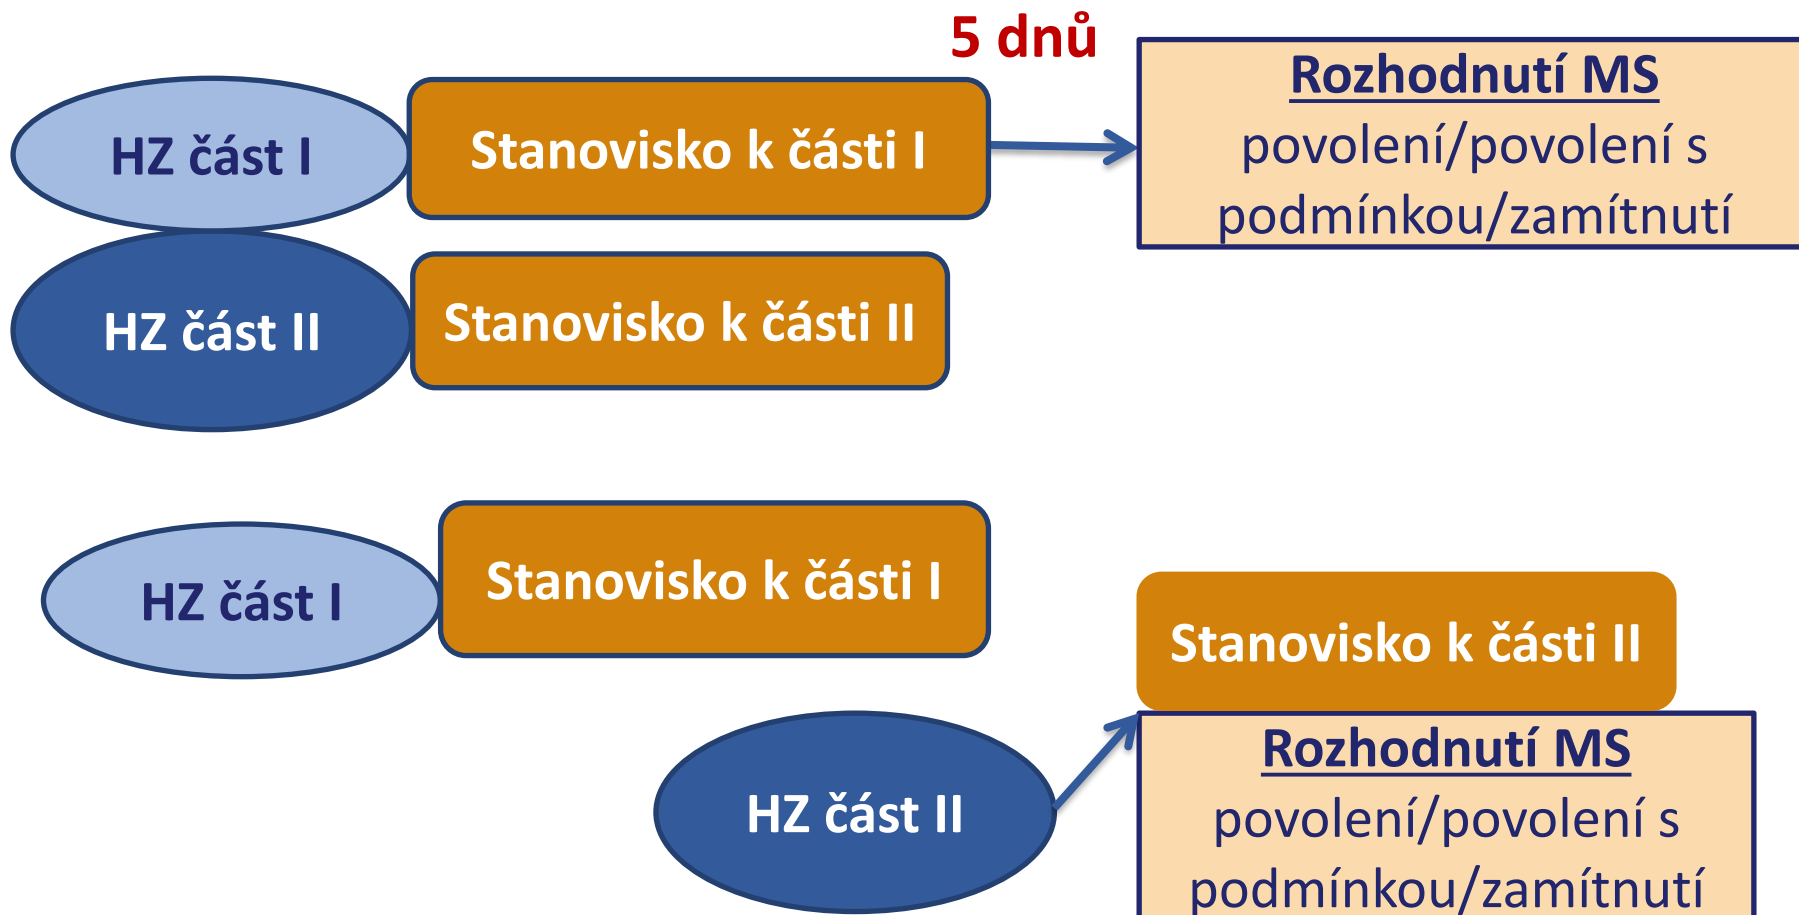 5 dnů
Rozhodnutí MS
povolení/povolení s
podmínkou/zamítnutí
HZ část I
Stanovisko k části I
HZ část II
Stanovisko k části II
HZ část I
Stanovisko k části I
Stanovisko k části II
HZ část II
Rozhodnutí MS
povolení/povolení s
podmínkou/zamítnutí